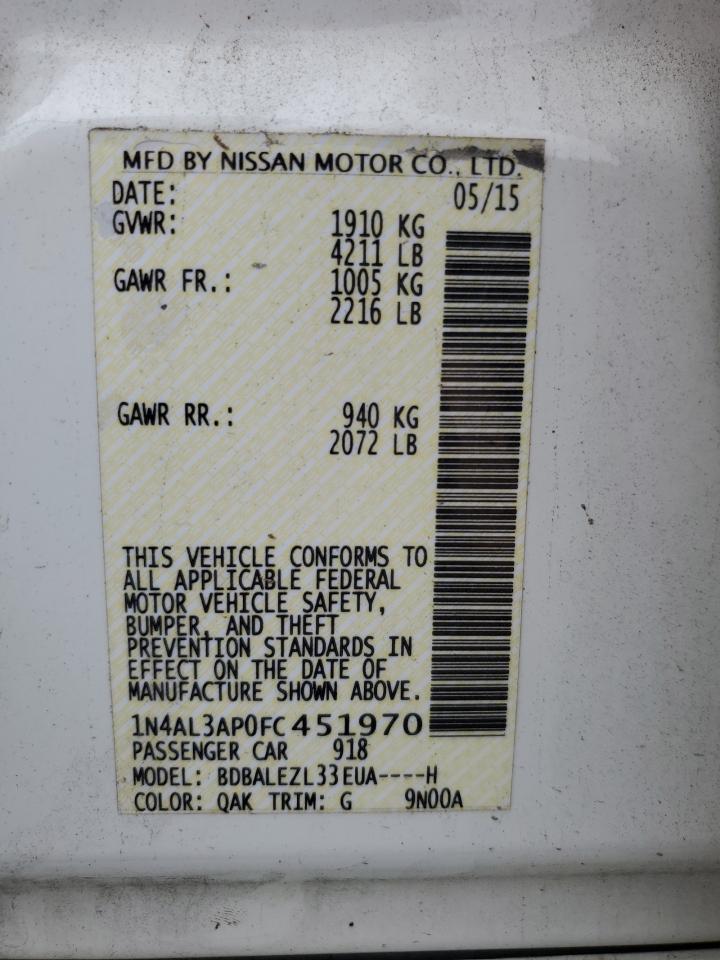 MFD BY NISSAN MOTOR CO., LTD.
DATE: 05/15
GVWR: 1910 KG
4211 LB
GAWR FR.: 1005 KG
2216 LB
GAWR RR.: 940 KG
2072 LB
THIS VEHICLE CONFORMS TO
ALL APPLICABLE FEDERAL
MOTOR VEHICLE SAFETY,
BUMPER, AND THEFT
PREVENTION STANDARDS IN
EFFECT ON THE DATE OF
MANUFACTURE SHOWN ABOVE.
1N4AL3AP0FC451970
PASSENGER CAR 918
MODEL: BDBALEZL33EUA----H
COLOR: QAK TRIM: G 9N00A